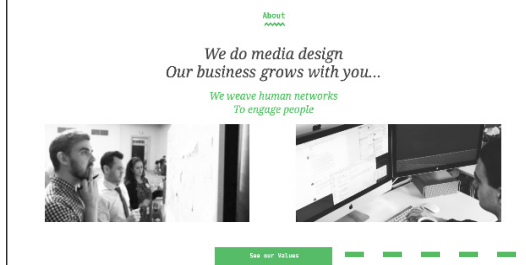 About
We do media design
Our business grows with you...
We weave human networks
To engage people
See our Values